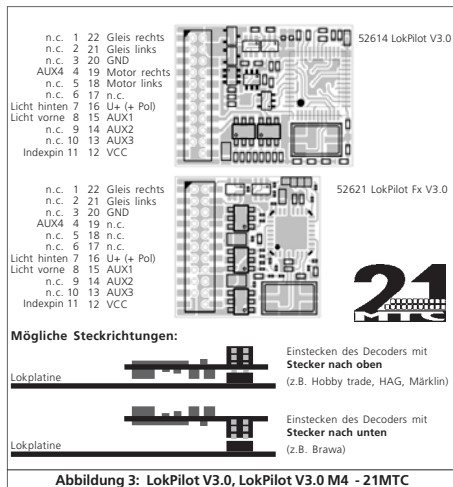 n.c. 1 22 Gleis rechts
n.c. 2 21 Gleis links
n.c. 3 20 GND
AUX4 4 19 Motor rechts
n.c. 5 18 Motor links
n.c. 6 17 n.c.
Licht hinten 7 16 U+ (+ Pol)
Licht vorne 8 15 AUX1
n.c. 9 14 AUX2
n.c. 10 13 AUX3
Indexpin 11 12 VCC
52614 LokPilot V3.0
n.c. 1 22 Gleis rechts
n.c. 2 21 Gleis links
n.c. 3 20 GND
AUX4 4 19 n.c.
n.c. 5 18 n.c.
n.c. 6 17 n.c.
Licht hinten 7 16 U+ (+ Pol)
Licht vorne 8 15 AUX1
n.c. 9 14 AUX2
n.c. 10 13 AUX3
Indexpin 11 12 VCC
52621 LokPilot Fx V3.0
21
MTC
Mögliche Steckrichtungen:
Lokplatine
Einstecken des Decoders mit
Stecker nach oben
(z.B. Hobby trade, HAG, Märklin)
Lokplatine
Einstecken des Decoders mit
Stecker nach unten
(z.B. Brawa)
Abbildung 3: LokPilot V3.0, LokPilot V3.0 M4 - 21MTC